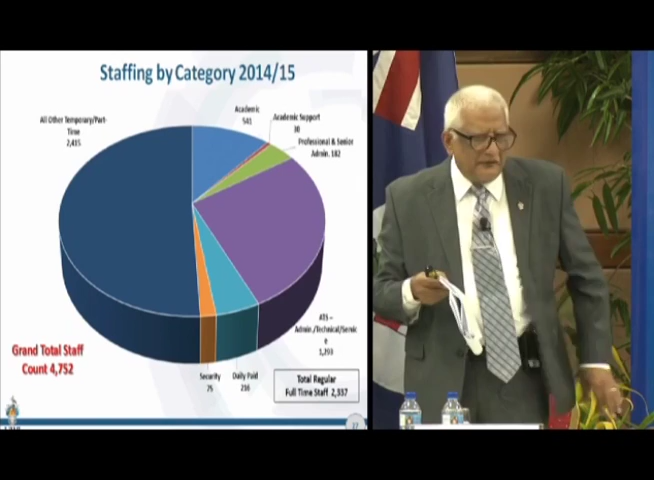 Staffing by Category 2014/15
All Other Temporary/Part-
Time
2,415
Academic
541
Academic Support
30
Professional & Senior
Admin. 182
ATS –
Admin./Technical/Servic
e
1,293
Grand Total Staff
Count 4,752
Security
75
Daily Paid
216
Total Regular
Full Time Staff 2,337